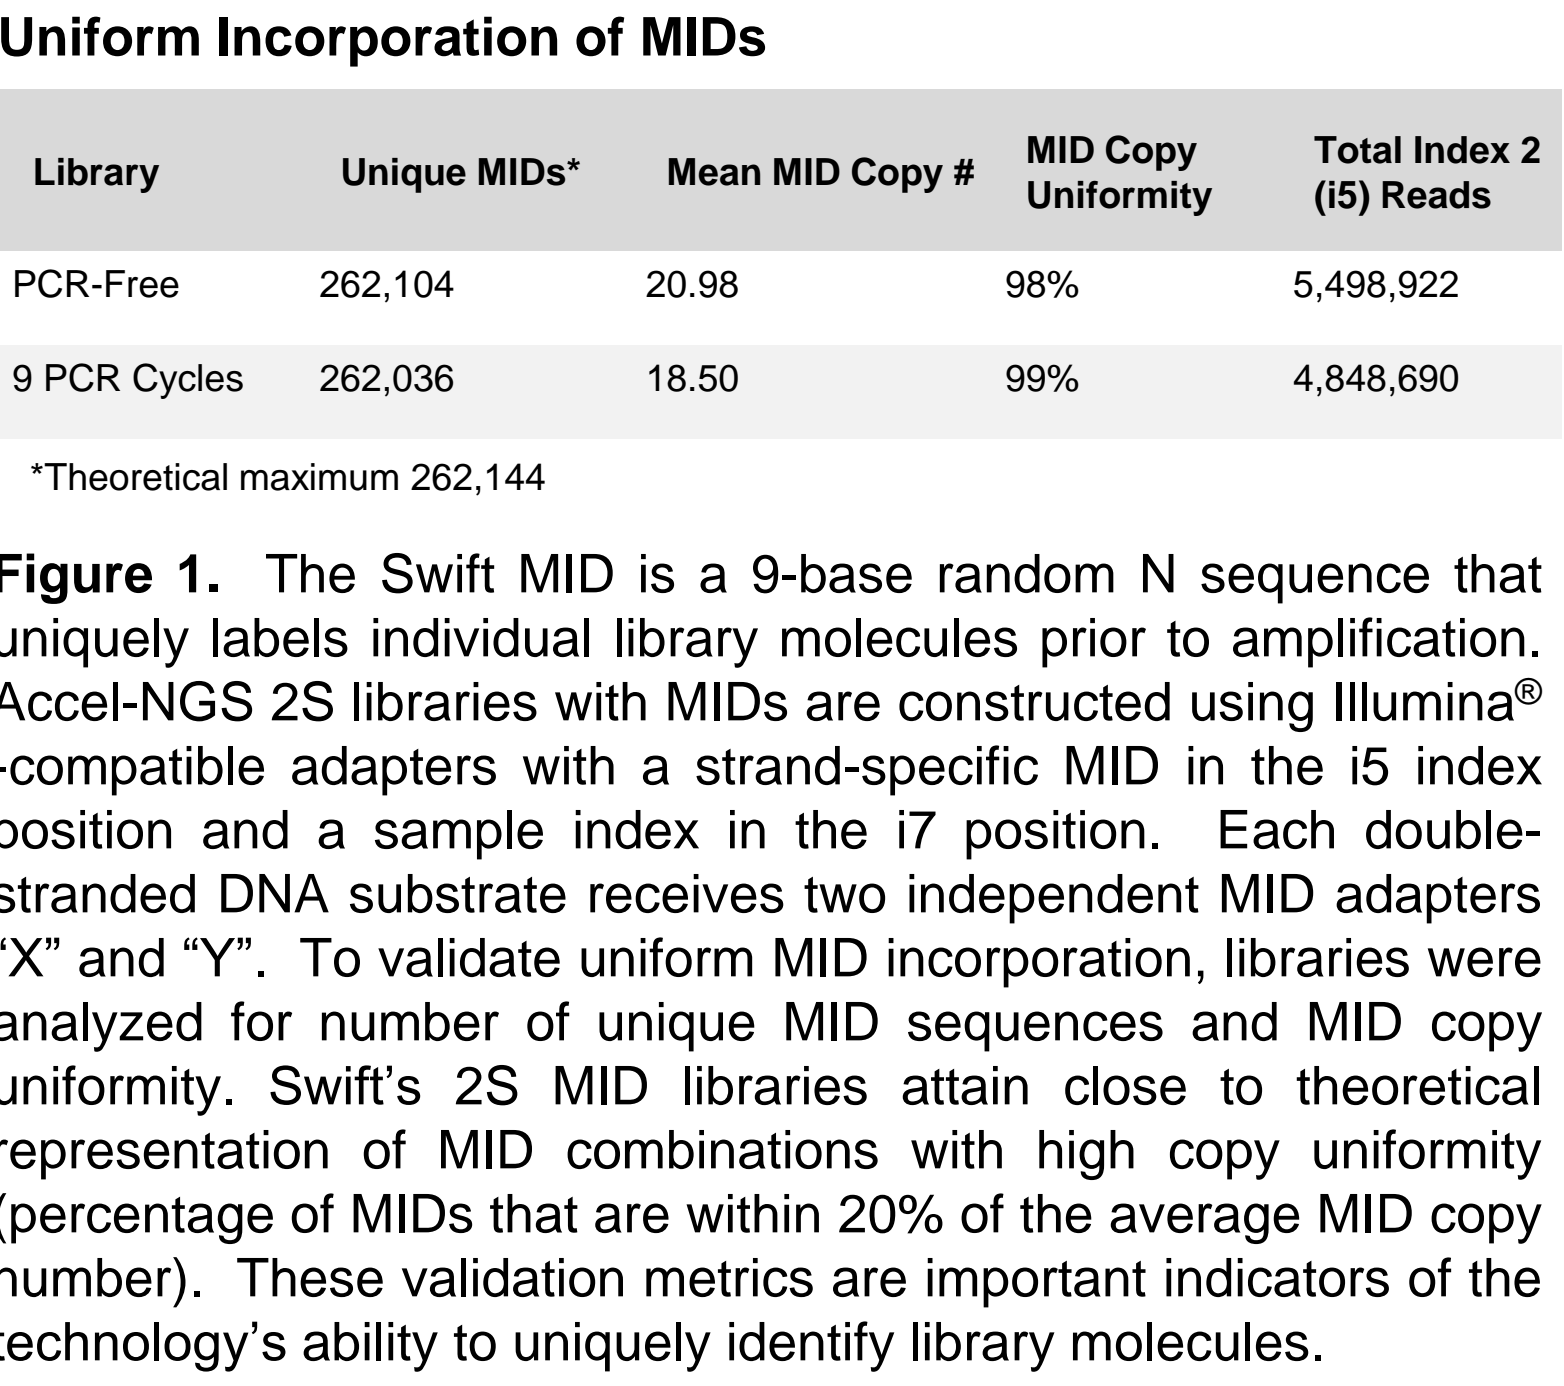 Uniform Incorporation of MIDs
Library Unique MIDs* Mean MID Copy # MID Copy Uniformity Total Index 2 (i5) Reads
PCR-Free 262,104 20.98 98% 5,498,922
9 PCR Cycles 262,036 18.50 99% 4,848,690
*Theoretical maximum 262,144
Figure 1. The Swift MID is a 9-base random N sequence that
uniquely labels individual library molecules prior to amplification.
Accel-NGS 2S libraries with MIDs are constructed using Illumina®
-compatible adapters with a strand-specific MID in the i5 index
position and a sample index in the i7 position. Each double-
stranded DNA substrate receives two independent MID adapters
“X” and “Y”. To validate uniform MID incorporation, libraries were
analyzed for number of unique MID sequences and MID copy
uniformity. Swift’s 2S MID libraries attain close to theoretical
representation of MID combinations with high copy uniformity
(percentage of MIDs that are within 20% of the average MID copy
number). These validation metrics are important indicators of the
technology’s ability to uniquely identify library molecules.